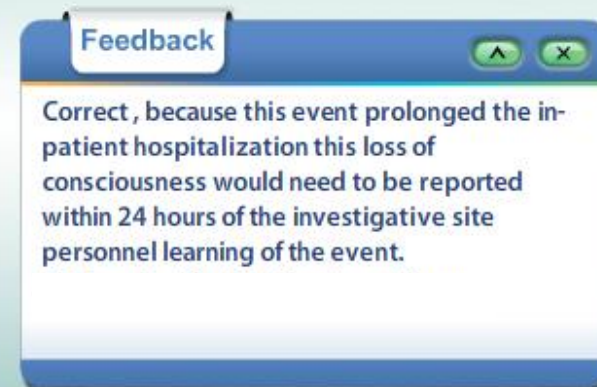 Feedback
Correct , because this event prolonged the in-
patient hospitalization this loss of
consciousness would need to be reported
within 24 hours of the investigative site
personnel learning of the event.